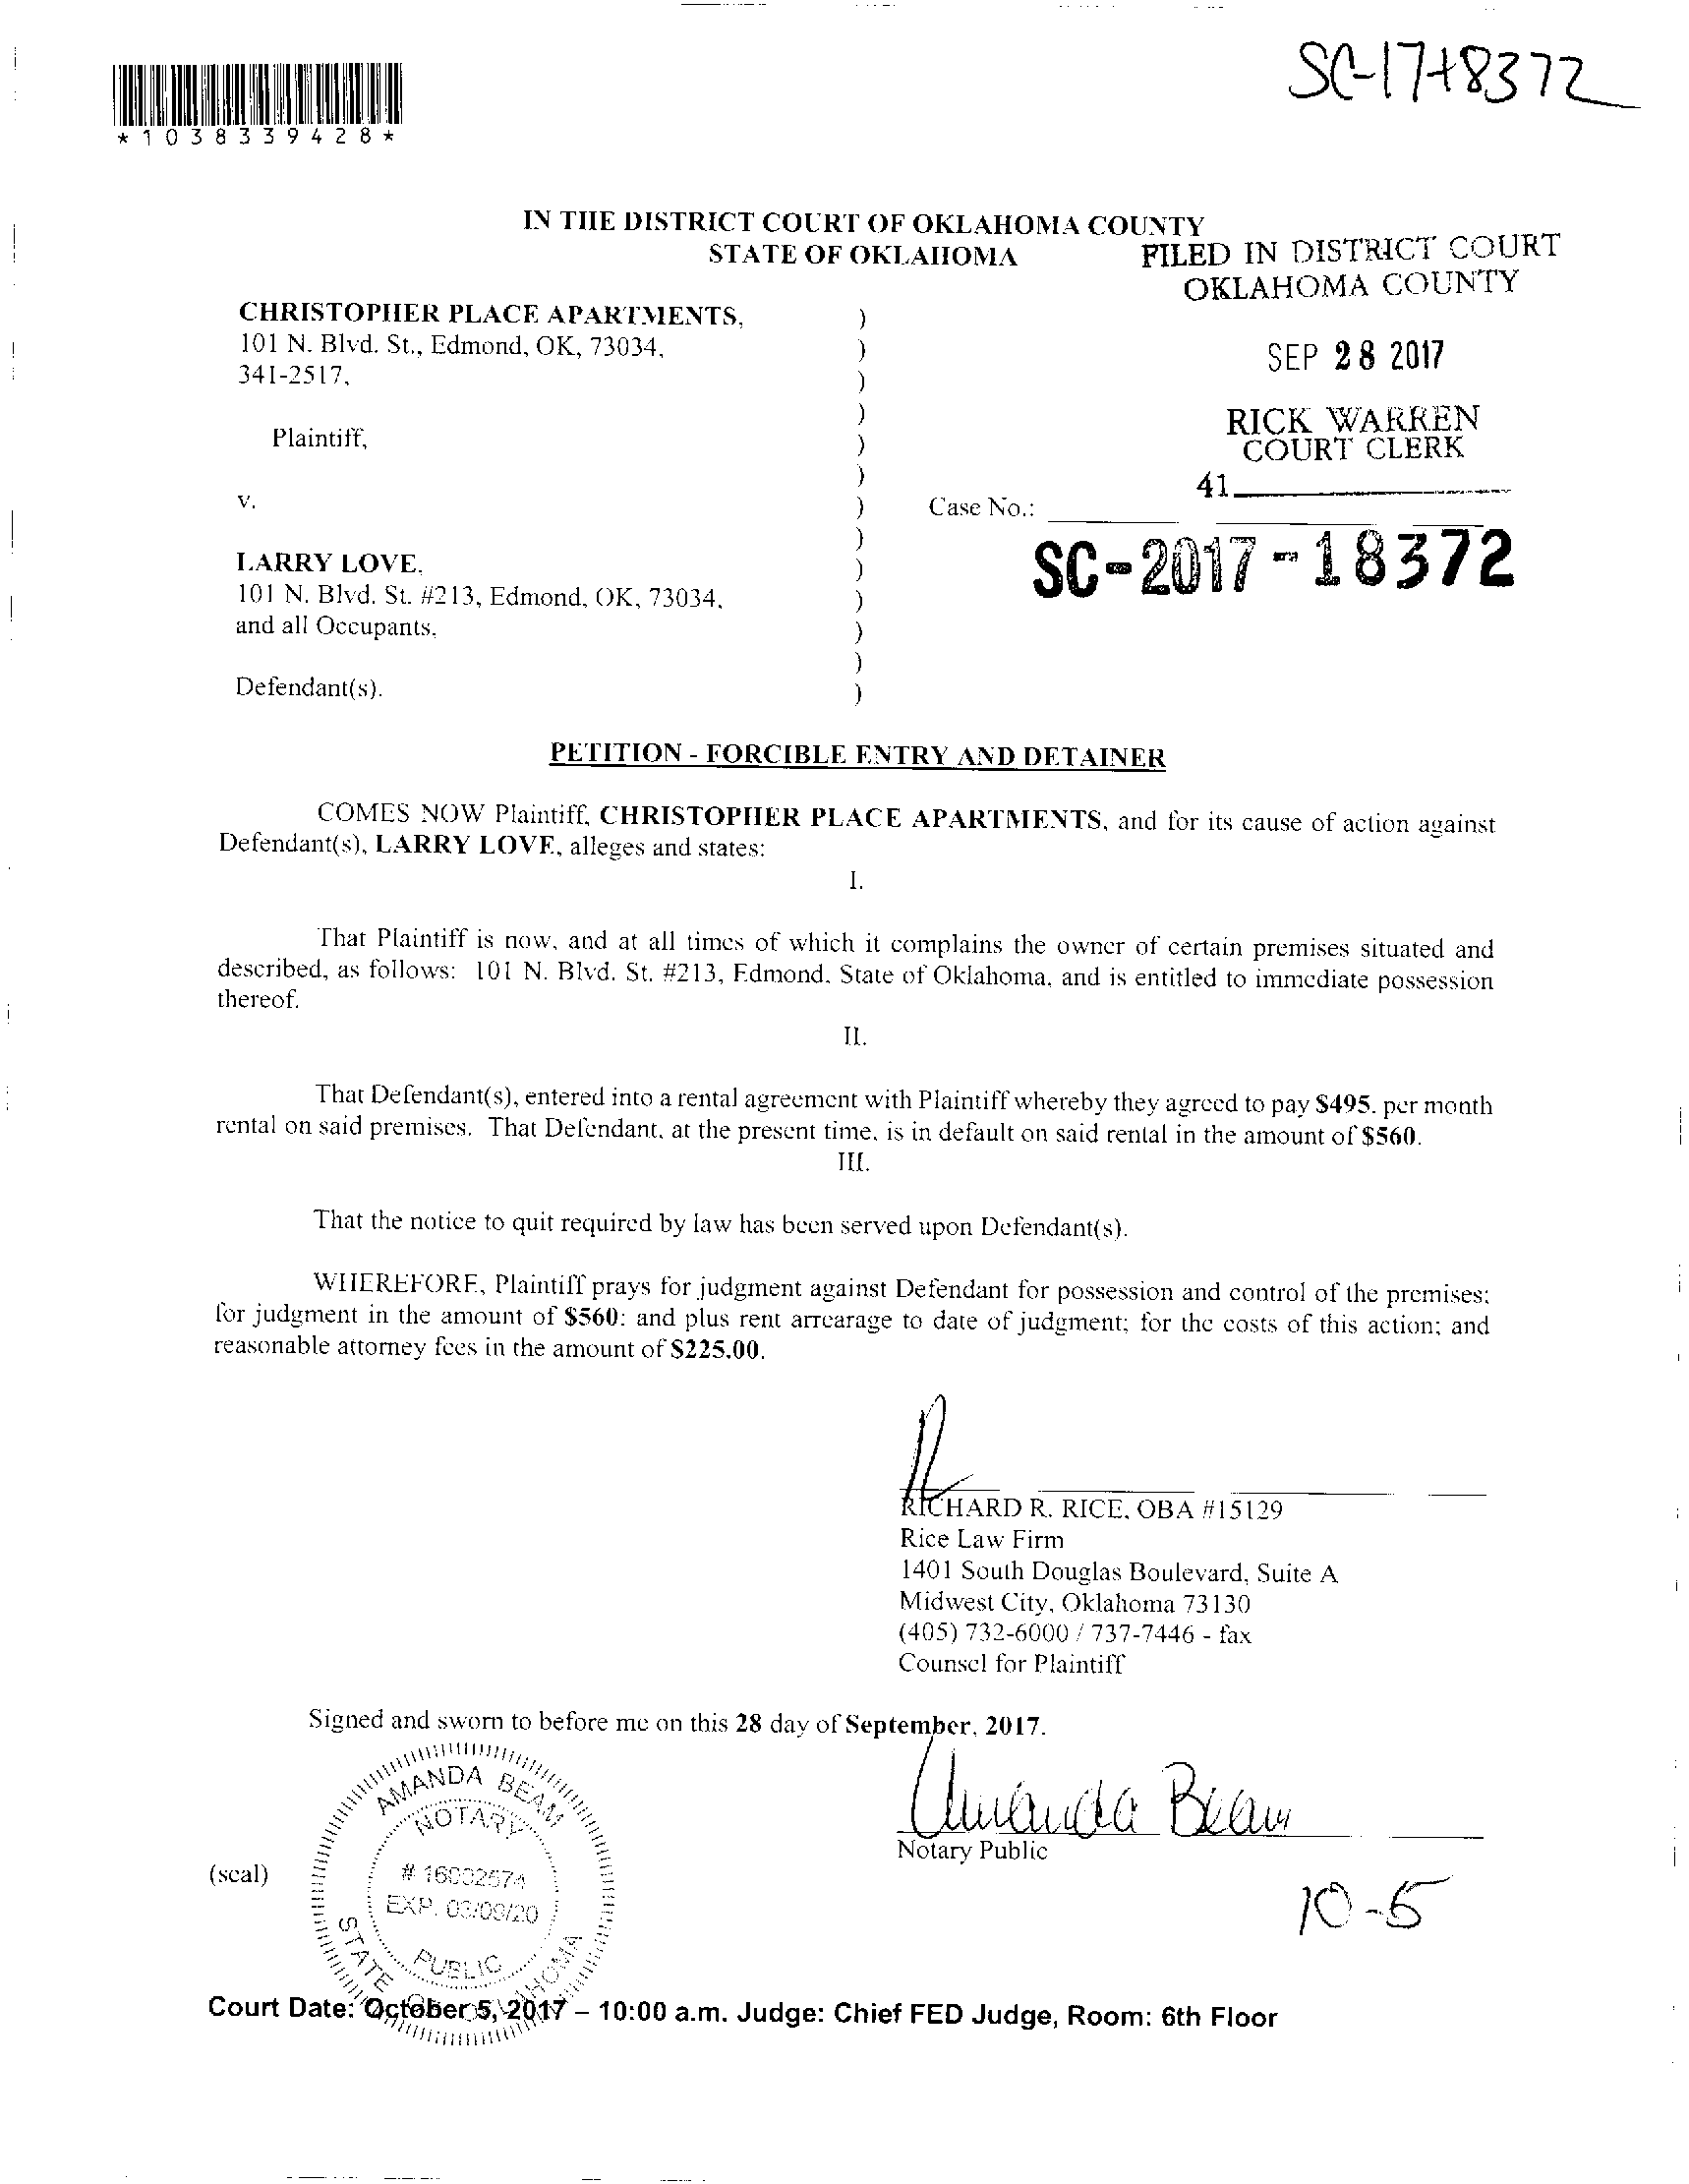 SC-17-18372
*1038339428*
IN THE DISTRICT COURT OF OKLAHOMA COUNTY
STATE OF OKLAHOMA
FILED IN DISTRICT COURT
OKLAHOMA COUNTY
CHRISTOPHER PLACE APARTMENTS, )
101 N. Blvd. St., Edmond, OK, 73034, )
SEP 28 2017
341-2517, )
)
RICK WARREN
Plaintiff, )
COURT CLERK
)
41
v. ) Case No.:
)
SC-2017-18372
LARRY LOVE, )
101 N. Blvd. St. #213, Edmond, OK, 73034, )
and all Occupants, )
)
Defendant(s). )
PETITION - FORCIBLE ENTRY AND DETAINER
COMES NOW Plaintiff, CHRISTOPHER PLACE APARTMENTS, and for its cause of action against
Defendant(s), LARRY LOVE, alleges and states:
I.
That Plaintiff is now, and at all times of which it complains the owner of certain premises situated and
described, as follows: 101 N. Blvd. St. #213, Edmond, State of Oklahoma, and is entitled to immediate possession
thereof.
II.
That Defendant(s), entered into a rental agreement with Plaintiff whereby they agreed to pay $495. per month
rental on said premises. That Defendant, at the present time, is in default on said rental in the amount of $560.
III.
That the notice to quit required by law has been served upon Defendant(s).
WHEREFORE, Plaintiff prays for judgment against Defendant for possession and control of the premises;
for judgment in the amount of $560; and plus rent arrearage to date of judgment; for the costs of this action; and
reasonable attorney fees in the amount of $225.00.
RICHARD R. RICE, OBA #15129
Rice Law Firm
1401 South Douglas Boulevard, Suite A
Midwest City, Oklahoma 73130
(405) 732-6000 / 737-7446 - fax
Counsel for Plaintiff
Signed and sworn to before me on this 28 day of September, 2017.
AMANDA BEAM
NOTARY
Amanda Beam
Notary Public
(seal)
# 16002674
EXP. 03/09/20
10-5
PUBLIC
STATE OF OKLAHOMA
Court Date: October 5, 2017 – 10:00 a.m. Judge: Chief FED Judge, Room: 6th Floor